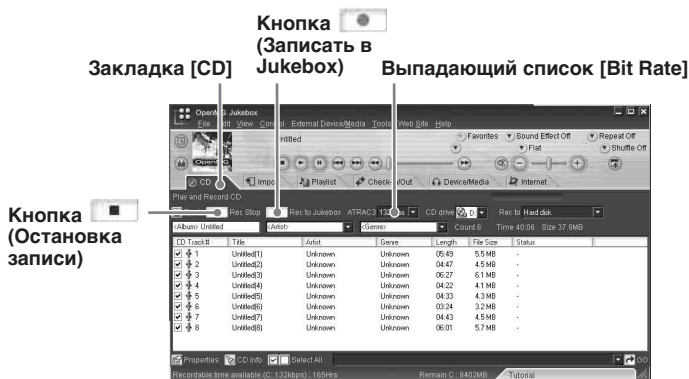 Кнопка
(Записать в
Jukebox)
Закладка [CD]
Выпадающий список [Bit Rate]
OpenMG Jukebox
File Edit View Control External Device/Media Tools Web Site Help
OpenMG
Untitled
Favorites Sound Effect Off Repeat Off
Flat Shuffle Off
CD Import Playlist Check-In/Out Device/Media Internet
Play and Record CD
Rec Stop Rec to Jukebox ATRAC3 CD drive D: Rec to Hard disk
<Album> Untitled <Artist> <Genre> Count 8 Time 40:06 Size 37.9MB
Кнопка
(Остановка
записи)
CD Track# Title Artist Genre Length File Size Status
1 Untitled(1) Unknown Unknown 05:49 5.5 MB -
2 Untitled(2) Unknown Unknown 04:47 4.5 MB -
3 Untitled(3) Unknown Unknown 06:27 6.1 MB -
4 Untitled(4) Unknown Unknown 04:22 4.1 MB -
5 Untitled(5) Unknown Unknown 04:33 4.3 MB -
6 Untitled(6) Unknown Unknown 03:24 3.2 MB -
7 Untitled(7) Unknown Unknown 04:43 4.5 MB -
8 Untitled(8) Unknown Unknown 06:01 5.7 MB -
Properties CD Info Select All GO
Recordable time available (C: 132kbps) : 165Hrs Remain C : 9402MB Tutorial